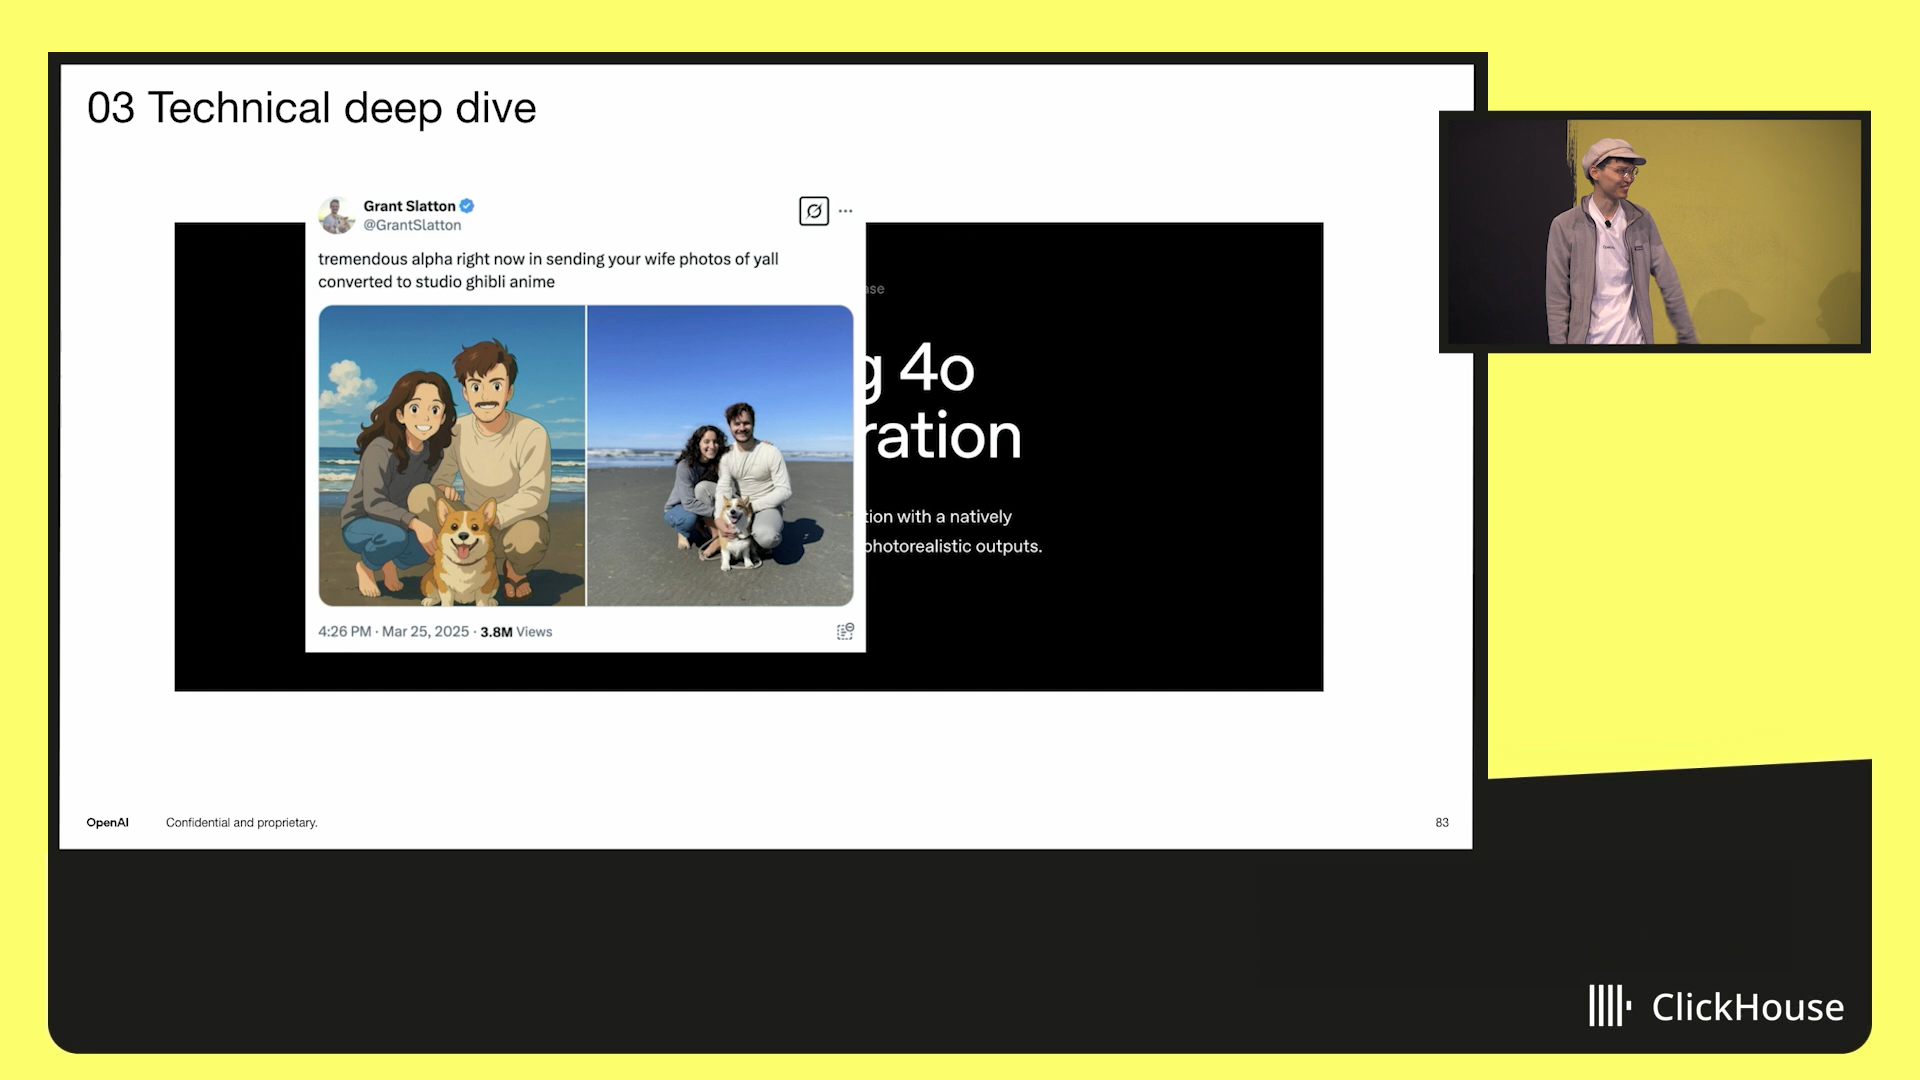 03 Technical deep dive
Grant Slatton
@GrantSlatton
tremendous alpha right now in sending your wife photos of yall
converted to studio ghibli anime
4:26 PM · Mar 25, 2025 · 3.8M Views
4o
ration
tion with a natively
photorealistic outputs.
OpenAI Confidential and proprietary.
83
ClickHouse